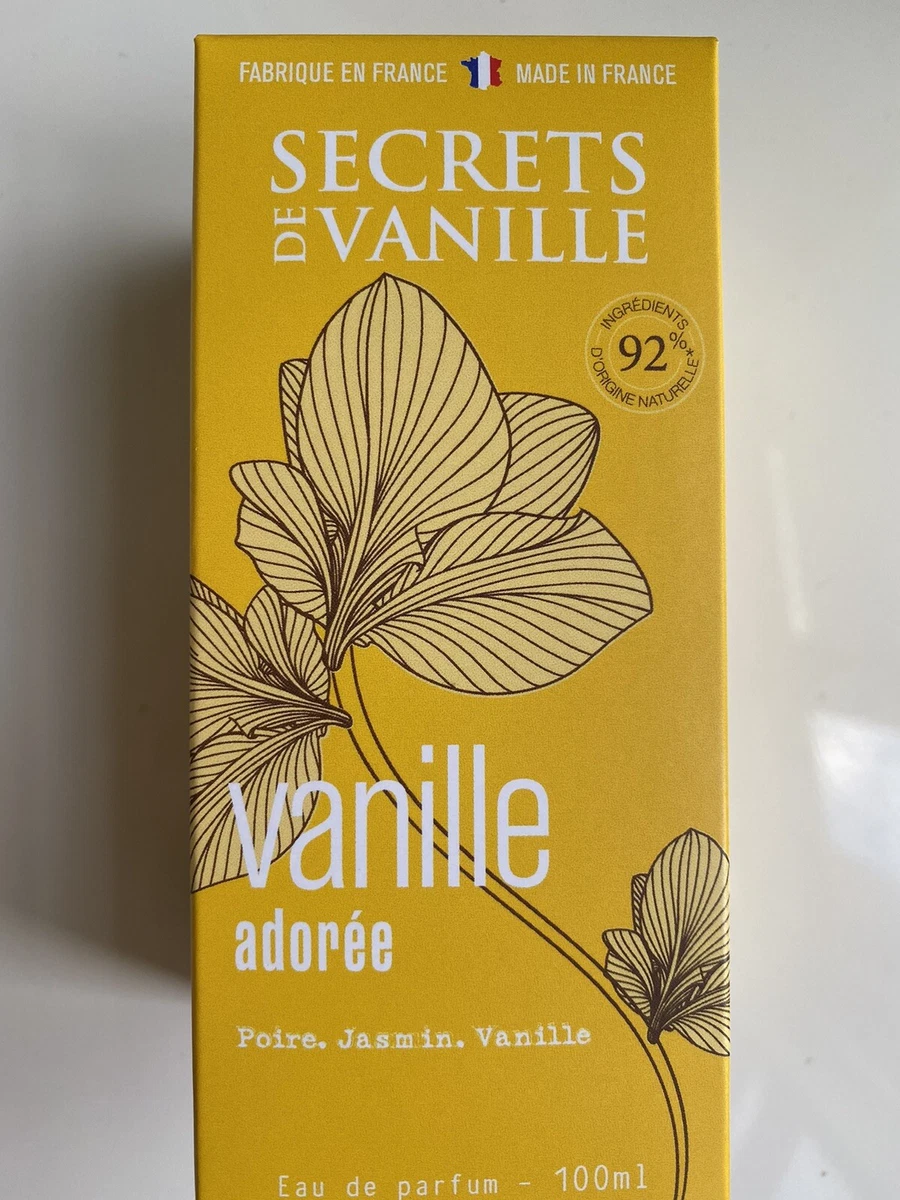 FABRIQUE EN FRANCE MADE IN FRANCE
SECRETS
DE VANILLE
INGRÉDIENTS
92%*
D'ORIGINE NATURELLE
vanille
adorée
Poire. Jasmin. Vanille
Eau de parfum - 100ml